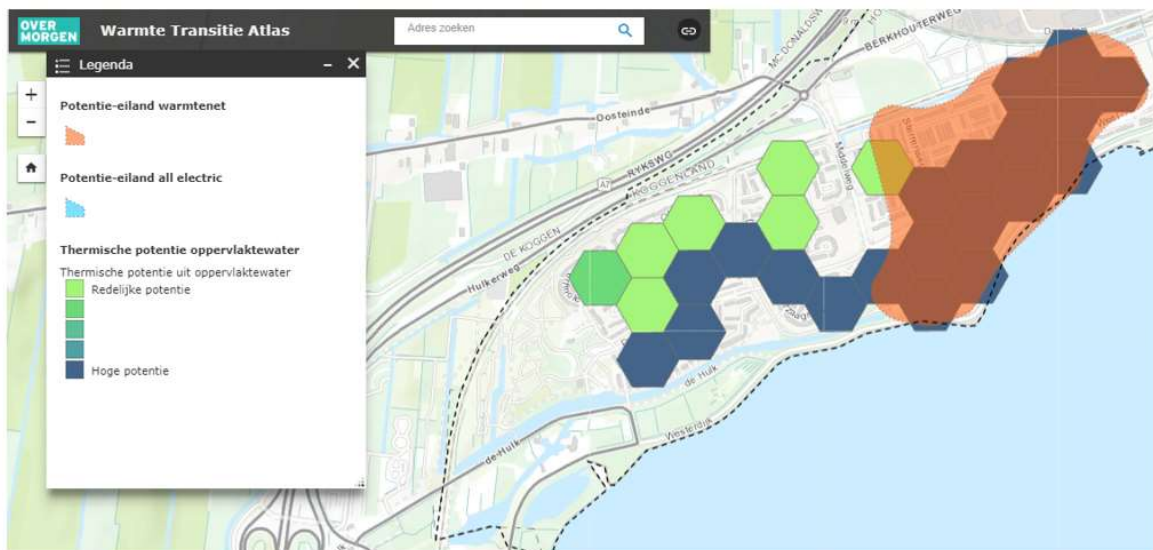 OVER
MORGEN
Warmte Transitie Atlas
Adres zoeken
Legenda
Potentie-eiland warmtenet
Potentie-eiland all electric
Thermische potentie oppervlaktewater
Thermische potentie uit oppervlaktewater
Redelijke potentie
Hoge potentie
BERKHOUTERWEG
Oosteinde
RYKSWG
A7
KOGGENLAND
DE KOGGEN
Hulkerweg
Middelweg
de Hulk
Westerdijk
de-Hulk